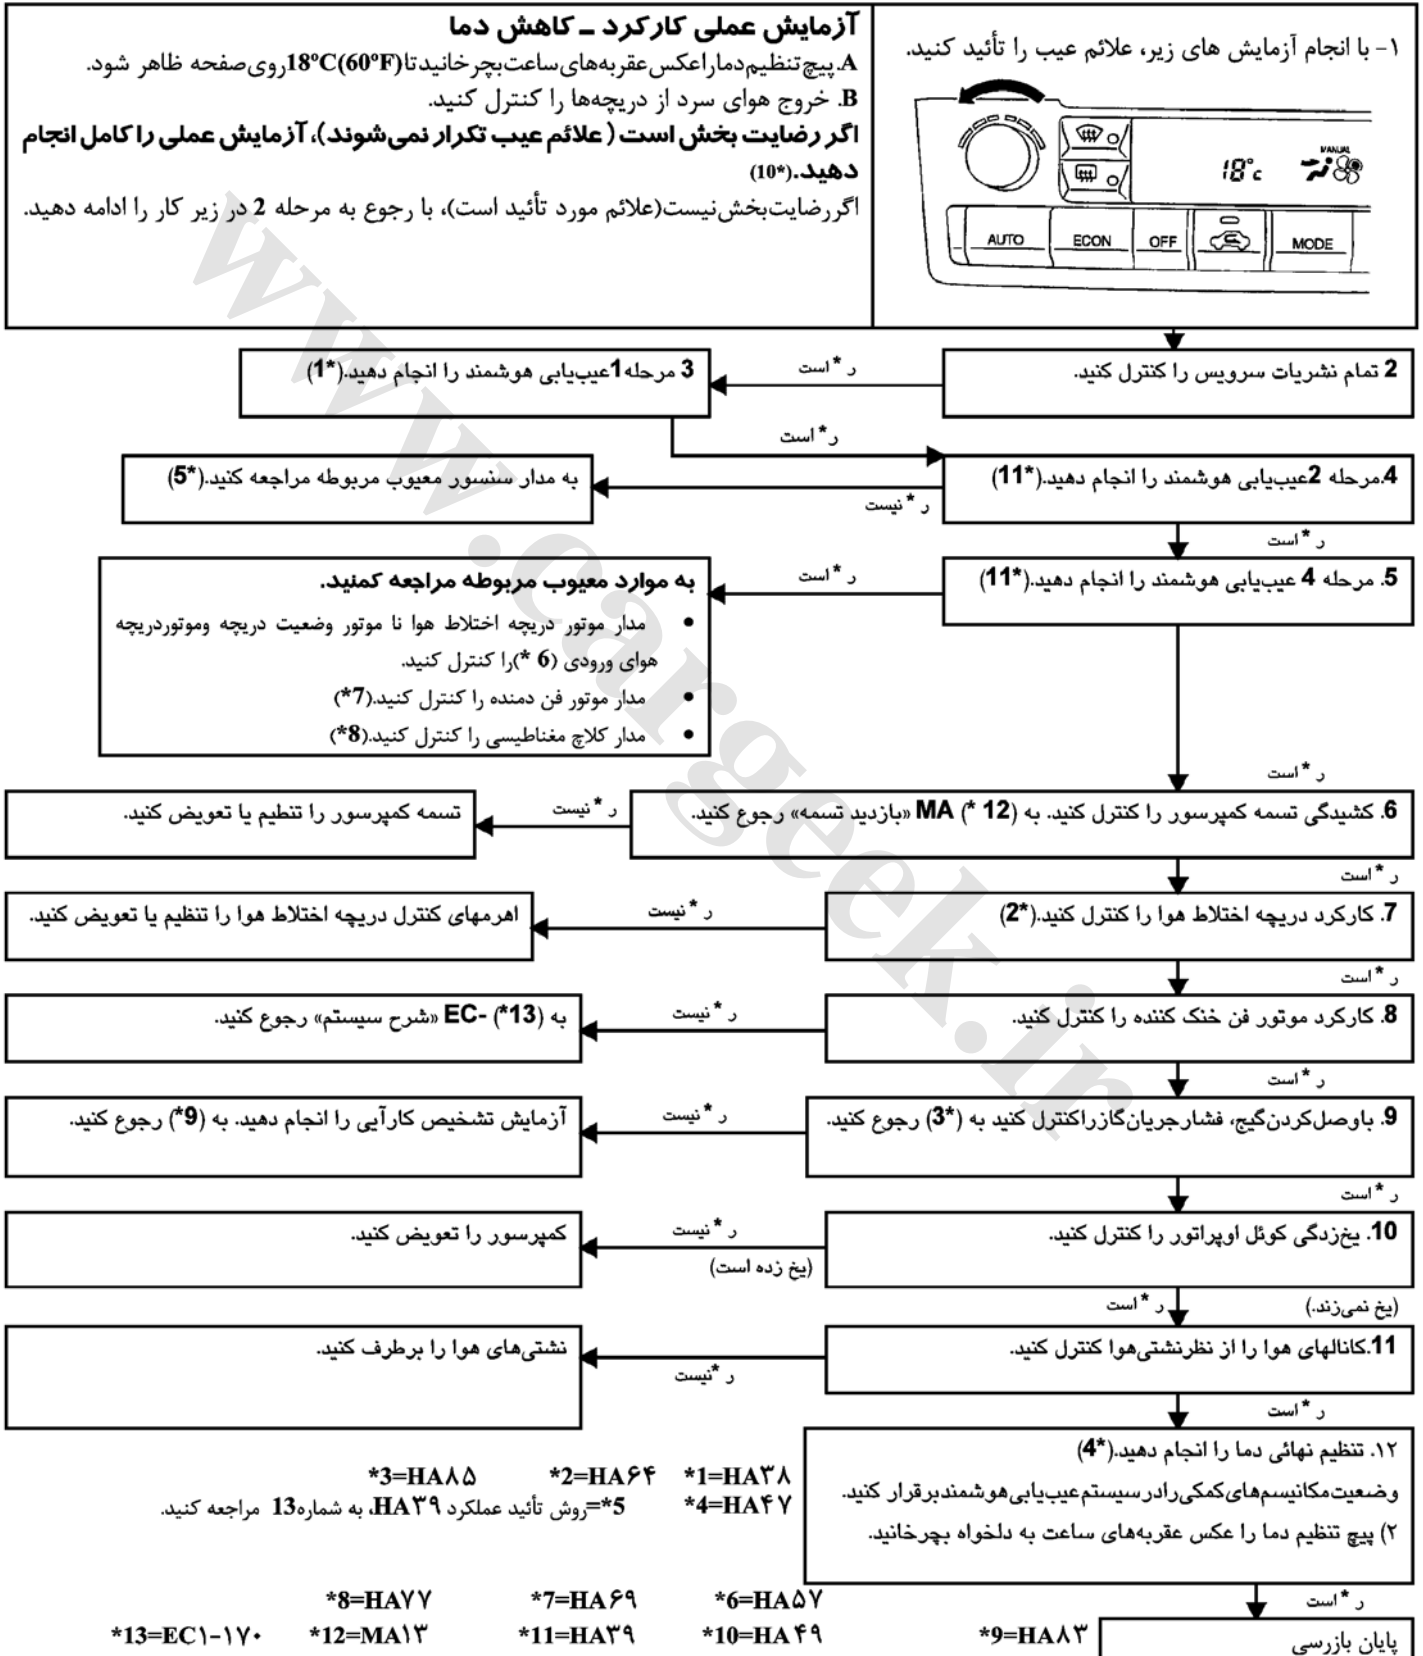 ۱- با انجام آزمایش های زیر، علائم عیب را تأئید کنید.
MANUAL
18°c
AUTO
ECON
OFF
MODE
آزمایش عملی کارکرد ـ کاهش دما
A. پیچ تنظیم دما را عکس عقربه‌های ساعت بچرخانید تا 18°C(60°F) روی صفحه ظاهر شود.
B. خروج هوای سرد از دریچه‌ها را کنترل کنید.
اگر رضایت بخش است ( علائم عیب تکرار نمی‌شوند)، آزمایش عملی را کامل انجام
دهید.(*10)
اگر رضایت‌بخش نیست(علائم مورد تأئید است)، با رجوع به مرحله 2 در زیر کار را ادامه دهید.
2 تمام نشریات سرویس را کنترل کنید.
ر * است
3 مرحله 1عیب‌یابی هوشمند را انجام دهید.(*1)
ر * است
4.مرحله 2عیب‌یابی هوشمند را انجام دهید.(*11)
ر * نیست
به مدار سنسور معیوب مربوطه مراجعه کنید.(*5)
ر * است
5. مرحله 4 عیب‌یابی هوشمند را انجام دهید.(*11)
ر * است
به موارد معیوب مربوطه مراجعه کمنید.
• مدار موتور دریچه اختلاط هوا نا موتور وضعیت دریچه وموتوردریچه
هوای ورودی (6 *)را کنترل کنید.
• مدار موتور فن دمنده را کنترل کنید.(*7)
• مدار کلاچ مغناطیسی را کنترل کنید.(*8)
ر * است
6. کشیدگی تسمه کمپرسور را کنترل کنید. به MA (* 12) «بازدید تسمه» رجوع کنید.
ر * نیست
تسمه کمپرسور را تنظیم یا تعویض کنید.
ر * است
7. کارکرد دریچه اختلاط هوا را کنترل کنید.(*2)
ر * نیست
اهرمهای کنترل دریچه اختلاط هوا را تنظیم یا تعویض کنید.
ر * است
8. کارکرد موتور فن خنک کننده را کنترل کنید.
ر * نیست
به EC- (*13) «شرح سیستم» رجوع کنید.
ر * است
9. باوصل‌کردن‌گیج، فشارجریان‌گازراکنترل کنید به (*3) رجوع کنید.
ر * نیست
آزمایش تشخیص کارآیی را انجام دهید. به (*9) رجوع کنید.
ر * است
10. یخ‌زدگی کوئل اوپراتور را کنترل کنید.
ر * نیست
(یخ زده است)
کمپرسور را تعویض کنید.
(یخ نمی‌زند.)
ر * است
11.کانالهای هوا را از نظرنشتی‌هوا کنترل کنید.
ر *نیست
نشتی‌های هوا را برطرف کنید.
ر * است
۱۲. تنظیم نهائی دما را انجام دهید.(*4)
وضعیت‌مکانیسم‌های‌کمکی‌رادرسیستم‌عیب‌یابی‌هوشمندبرقرار کنید.
۲) پیچ تنظیم دما را عکس عقربه‌های ساعت به دلخواه بچرخانید.
ر * است
پایان بازرسی
*1=HA۳۸ *2=HA۶۴ *3=HA۸۵
*4=HA۴۷ *5=روش تأئید عملکرد HA۳۹، به شماره13 مراجعه کنید.
*6=HA۵۷ *7=HA۶۹ *8=HA۷۷
*9=HA۸۳ *10=HA۴۹ *11=HA۳۹ *12=MA۱۳ *13=EC۱-۱۷۰
www.cargeek.ir